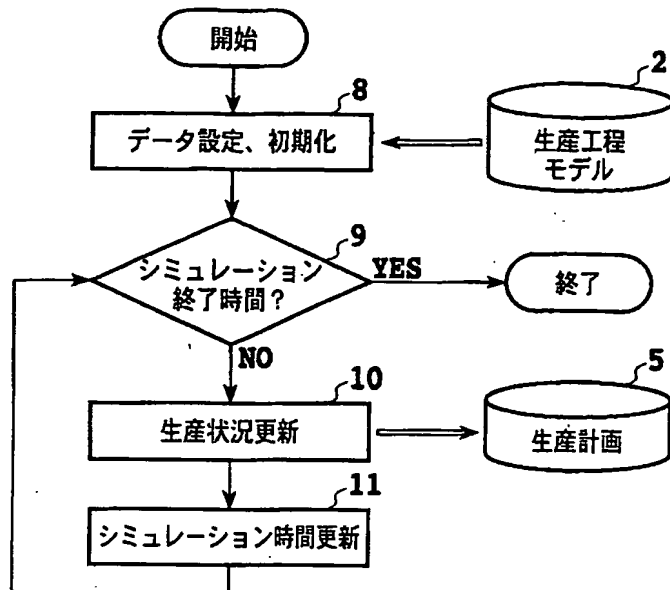 開始
8
データ設定、初期化
2
生産工程
モデル
9
シミュレーション
終了時間？
YES
終了
NO
10
生産状況更新
5
生産計画
11
シミュレーション時間更新